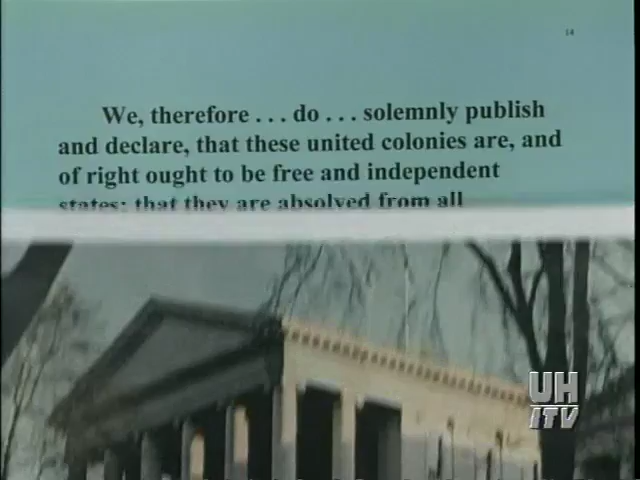 14
We, therefore . . . do . . . solemnly publish
and declare, that these united colonies are, and
of right ought to be free and independent
states; that they are absolved from all
UH
ITV